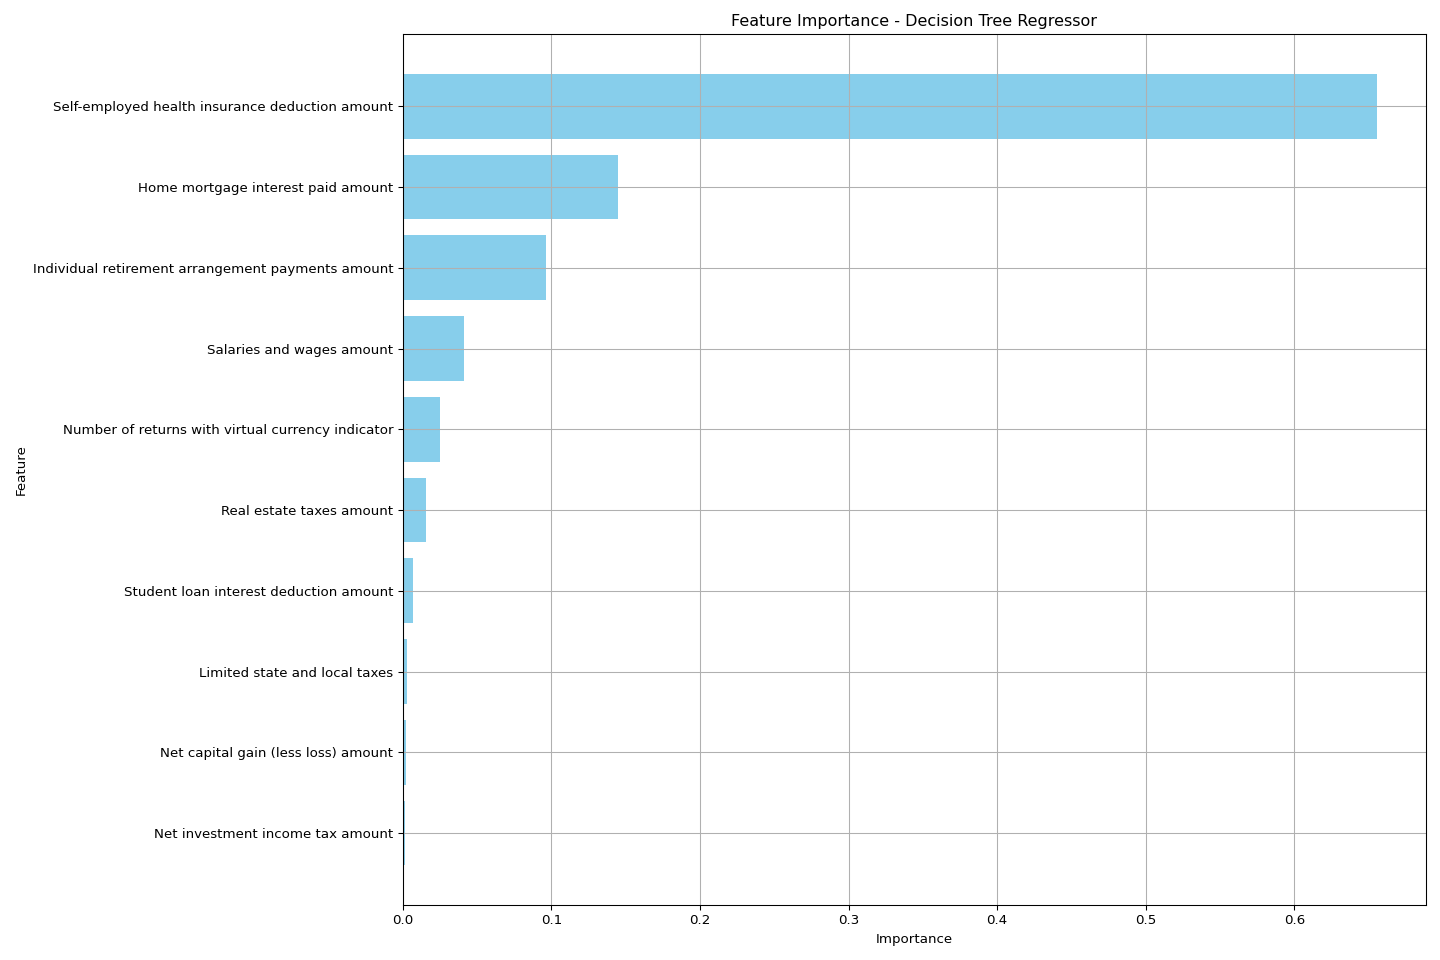 Feature Importance - Decision Tree Regressor
Self-employed health insurance deduction amount
Home mortgage interest paid amount
Individual retirement arrangement payments amount
Salaries and wages amount
Number of returns with virtual currency indicator
Real estate taxes amount
Student loan interest deduction amount
Limited state and local taxes
Net capital gain (less loss) amount
Net investment income tax amount
Feature
0.0 0.1 0.2 0.3 0.4 0.5 0.6
Importance